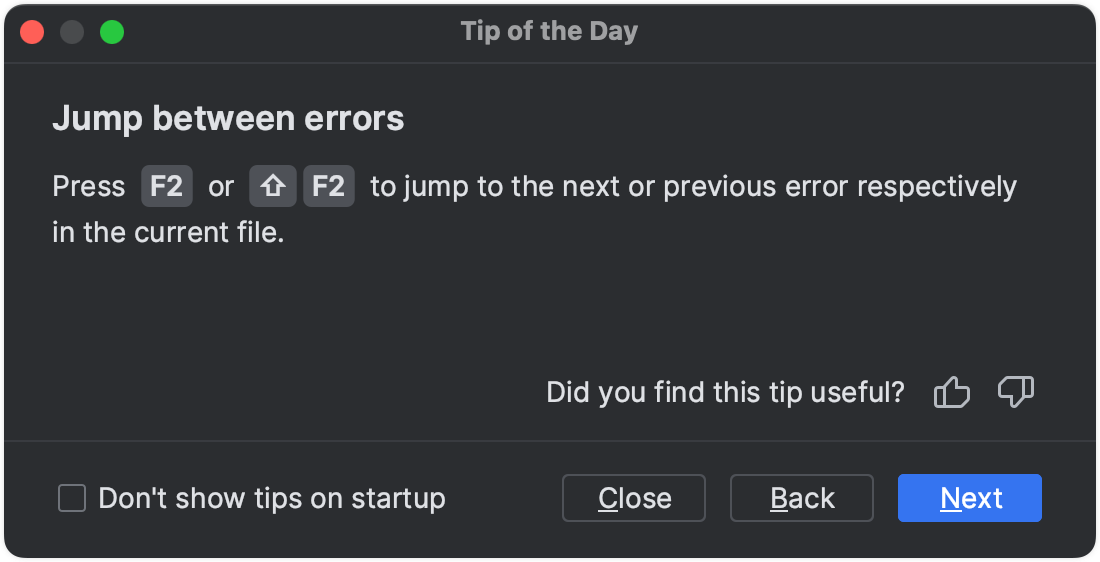 Tip of the Day
Jump between errors
Press F2 or ⇧ F2 to jump to the next or previous error respectively
in the current file.
Did you find this tip useful?
Don't show tips on startup
Close
Back
Next